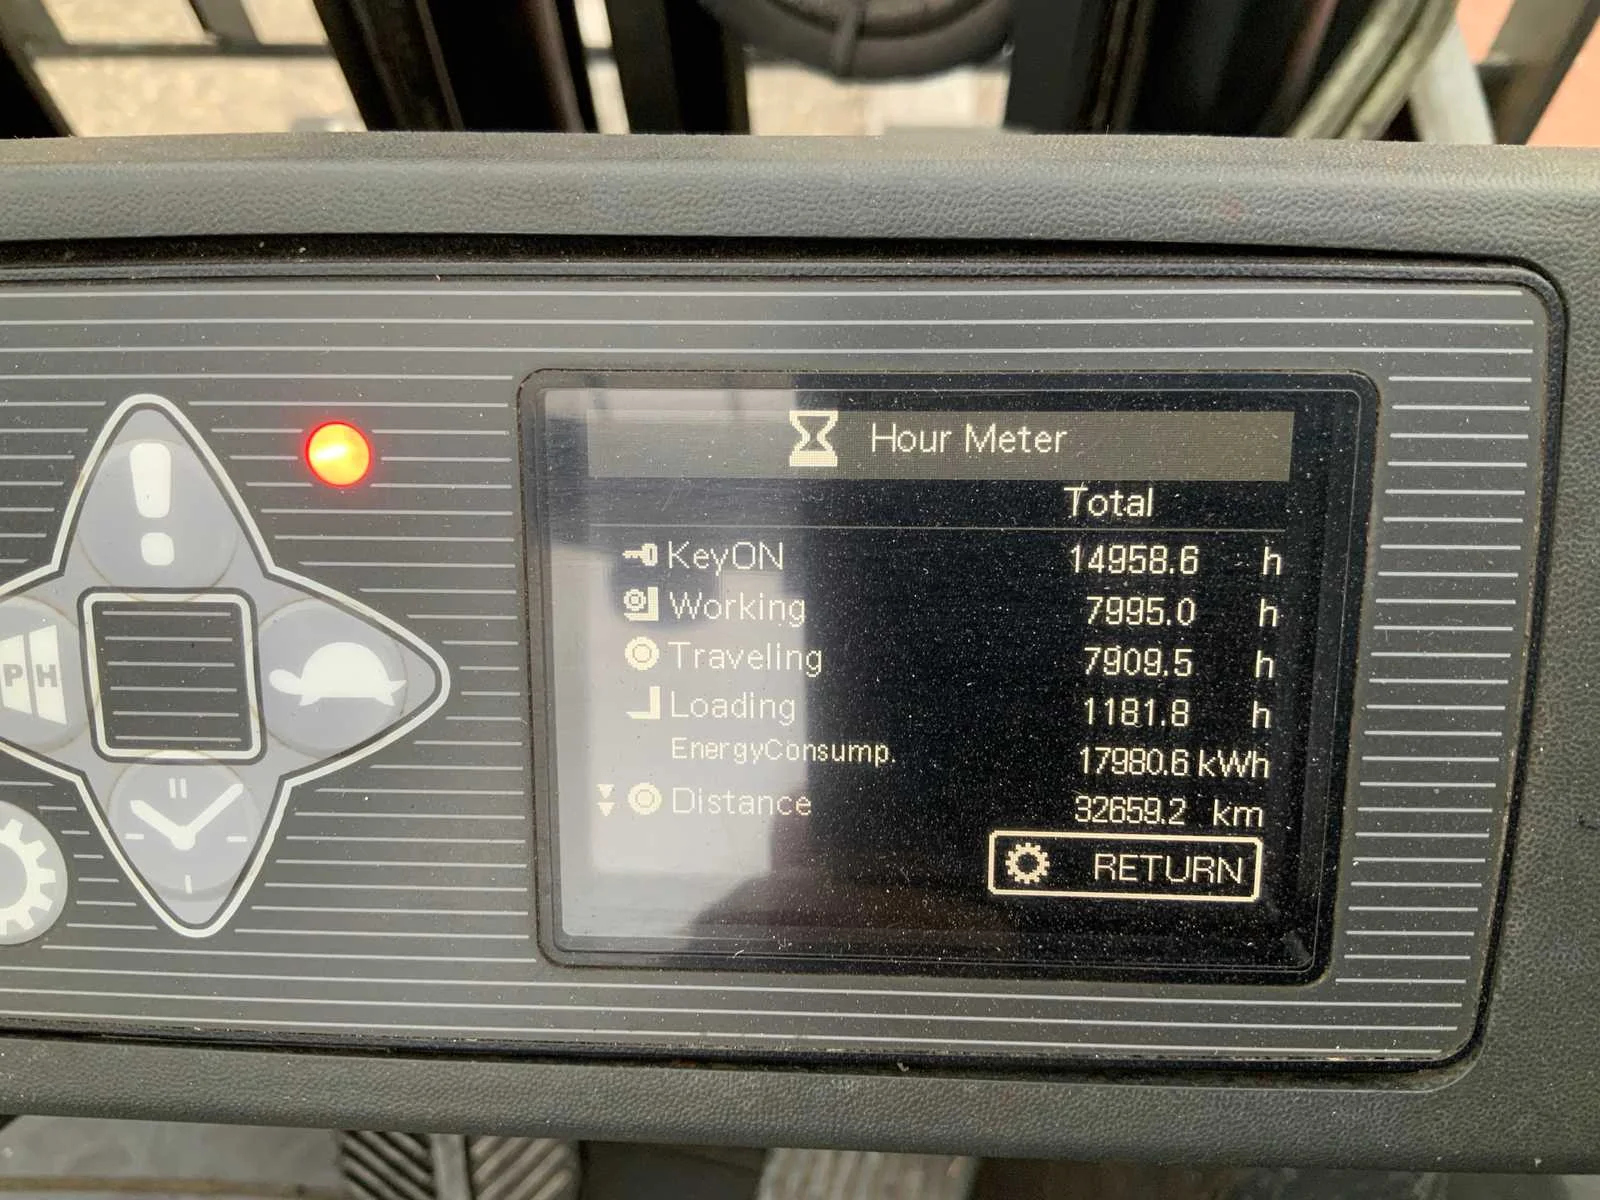 Hour Meter
Total
KeyON 14958.6 h
Working 7995.0 h
Traveling 7909.5 h
Loading 1181.8 h
EnergyConsump. 17980.6 kWh
Distance 32659.2 km
RETURN
PH